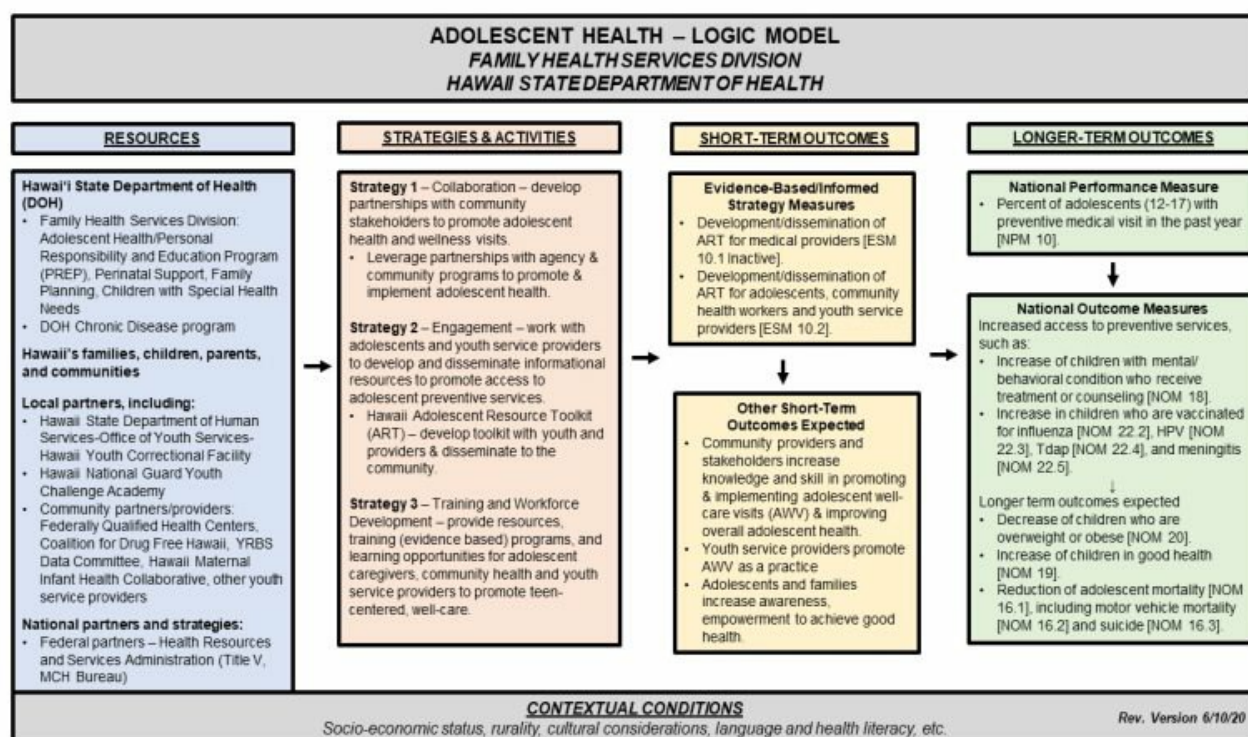 ADOLESCENT HEALTH – LOGIC MODEL
FAMILY HEALTH SERVICES DIVISION
HAWAII STATE DEPARTMENT OF HEALTH
RESOURCES
Hawai‘i State Department of Health
(DOH)
• Family Health Services Division:
Adolescent Health/Personal
Responsibility and Education Program
(PREP), Perinatal Support, Family
Planning, Children with Special Health
Needs
• DOH Chronic Disease program
Hawaii's families, children, parents,
and communities
Local partners, including:
• Hawaii State Department of Human
Services-Office of Youth Services-
Hawaii Youth Correctional Facility
• Hawaii National Guard Youth
Challenge Academy
• Community partners/providers:
Federally Qualified Health Centers,
Coalition for Drug Free Hawaii, YRBS
Data Committee, Hawaii Maternal
Infant Health Collaborative, other youth
service providers
National partners and strategies:
• Federal partners – Health Resources
and Services Administration (Title V,
MCH Bureau)
STRATEGIES & ACTIVITIES
Strategy 1 – Collaboration – develop
partnerships with community
stakeholders to promote adolescent
health and wellness visits.
• Leverage partnerships with agency &
community programs to promote &
implement adolescent health.
Strategy 2 – Engagement – work with
adolescents and youth service providers
to develop and disseminate informational
resources to promote access to
adolescent preventive services.
• Hawaii Adolescent Resource Toolkit
(ART) – develop toolkit with youth and
providers & disseminate to the
community.
Strategy 3 – Training and Workforce
Development – provide resources,
training (evidence based) programs, and
learning opportunities for adolescent
caregivers, community health and youth
service providers to promote teen-
centered, well-care.
SHORT-TERM OUTCOMES
Evidence-Based/Informed
Strategy Measures
• Development/dissemination of
ART for medical providers [ESM
10.1 Inactive].
• Development/dissemination of
ART for adolescents, community
health workers and youth service
providers [ESM 10.2].
Other Short-Term
Outcomes Expected
• Community providers and
stakeholders increase
knowledge and skill in promoting
& implementing adolescent well-
care visits (AWV) & improving
overall adolescent health.
• Youth service providers promote
AWV as a practice
• Adolescents and families
increase awareness,
empowerment to achieve good
health.
LONGER-TERM OUTCOMES
National Performance Measure
• Percent of adolescents (12-17) with
preventive medical visit in the past year
[NPM 10].
National Outcome Measures
Increased access to preventive services,
such as:
• Increase of children with mental/
behavioral condition who receive
treatment or counseling [NOM 18].
• Increase in children who are vaccinated
for influenza [NOM 22.2], HPV [NOM
22.3], Tdap [NOM 22.4], and meningitis
[NOM 22.5].
Longer term outcomes expected
• Decrease of children who are
overweight or obese [NOM 20].
• Increase of children in good health
[NOM 19].
• Reduction of adolescent mortality [NOM
16.1], including motor vehicle mortality
[NOM 16.2] and suicide [NOM 16.3].
CONTEXTUAL CONDITIONS
Socio-economic status, rurality, cultural considerations, language and health literacy, etc.
Rev. Version 6/10/20